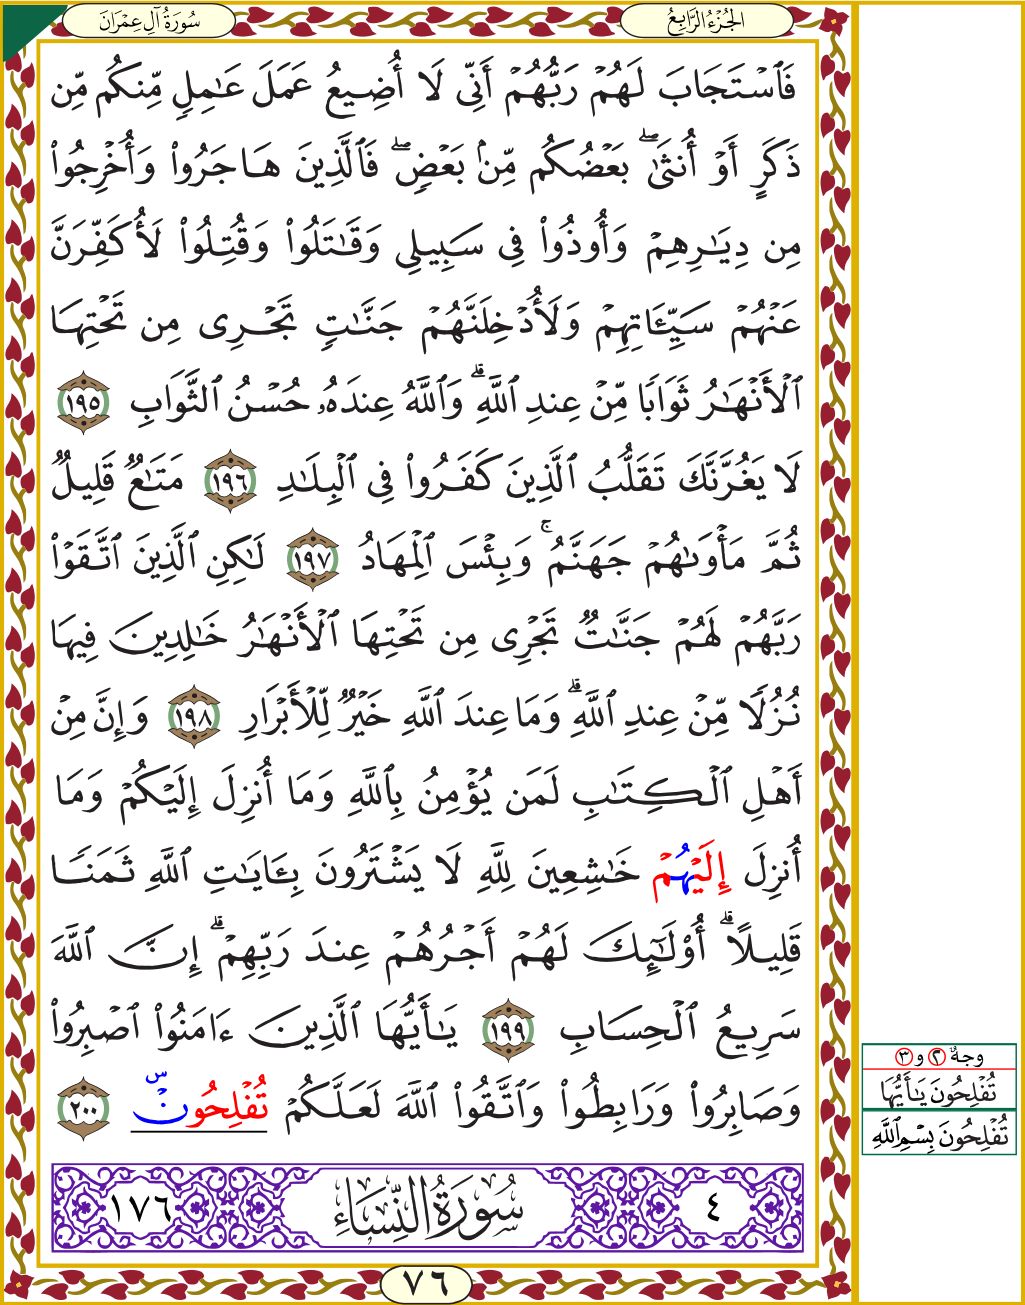 الجُزْءُ الرَّابِعُ
سُورَةُ آلِ عِمْرَانَ
فَٱسْتَجَابَ لَهُمْ رَبُّهُمْ أَنِّى لَآ أُضِيعُ عَمَلَ عَـٰمِلٍ مِّنكُم مِّن
ذَكَرٍ أَوْ أُنثَىٰ ۖ بَعْضُكُم مِّنۢ بَعْضٍ ۖ فَٱلَّذِينَ هَاجَرُوا۟ وَأُخْرِجُوا۟
مِن دِيَـٰرِهِمْ وَأُوذُوا۟ فِى سَبِيلِى وَقَـٰتَلُوا۟ وَقُتِلُوا۟ لَأُكَفِّرَنَّ
عَنْهُمْ سَيِّـَٔاتِهِمْ وَلَأُدْخِلَنَّهُمْ جَنَّـٰتٍ تَجْرِى مِن تَحْتِهَا
ٱلْأَنْهَـٰرُ ثَوَابًا مِّنْ عِندِ ٱللَّهِ ۗ وَٱللَّهُ عِندَهُۥ حُسْنُ ٱلثَّوَابِ ١٩٥
لَا يَغُرَّنَّكَ تَقَلُّبُ ٱلَّذِينَ كَفَرُوا۟ فِى ٱلْبِلَـٰدِ ١٩٦ مَتَـٰعٌ قَلِيلٌ
ثُمَّ مَأْوَىٰهُمْ جَهَنَّمُ ۚ وَبِئْسَ ٱلْمِهَادُ ١٩٧ لَـٰكِنِ ٱلَّذِينَ ٱتَّقَوْا۟
رَبَّهُمْ لَهُمْ جَنَّـٰتٌ تَجْرِى مِن تَحْتِهَا ٱلْأَنْهَـٰرُ خَـٰلِدِينَ فِيهَا
نُزُلًا مِّنْ عِندِ ٱللَّهِ ۗ وَمَا عِندَ ٱللَّهِ خَيْرٌ لِّلْأَبْرَارِ ١٩٨ وَإِنَّ مِنْ
أَهْلِ ٱلْكِتَـٰبِ لَمَن يُؤْمِنُ بِٱللَّهِ وَمَآ أُنزِلَ إِلَيْكُمْ وَمَآ
أُنزِلَ إِلَيْهُمْ خَـٰشِعِينَ لِلَّهِ لَا يَشْتَرُونَ بِـَٔايَـٰتِ ٱللَّهِ ثَمَنًا
قَلِيلًا ۗ أُو۟لَـٰٓئِكَ لَهُمْ أَجْرُهُمْ عِندَ رَبِّهِمْ ۗ إِنَّ ٱللَّهَ
سَرِيعُ ٱلْحِسَابِ ١٩٩ يَـٰٓأَيُّهَا ٱلَّذِينَ ءَامَنُوا۟ ٱصْبِرُوا۟
وَصَابِرُوا۟ وَرَابِطُوا۟ وَٱتَّقُوا۟ ٱللَّهَ لَعَلَّكُمْ تُفْلِحُونَ س ٢٠٠
وجهٌ ٢ و ٣
تُفْلِحُونَ يَـٰٓأَيُّهَا
تُفْلِحُونَ بِسْمِ ٱللَّهِ
٤ سُورَةُ النِّسَاءِ ١٧٦
٧٦